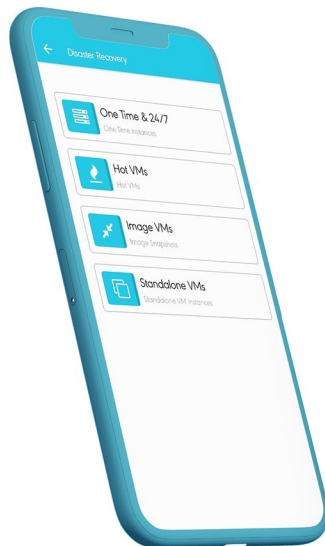 Disaster Recovery
One Time & 24/7
One Time Instances
Hot VMs
Hot VMs
Image VMs
Image Snapshots
Standalone VMs
Standalone VM Instances